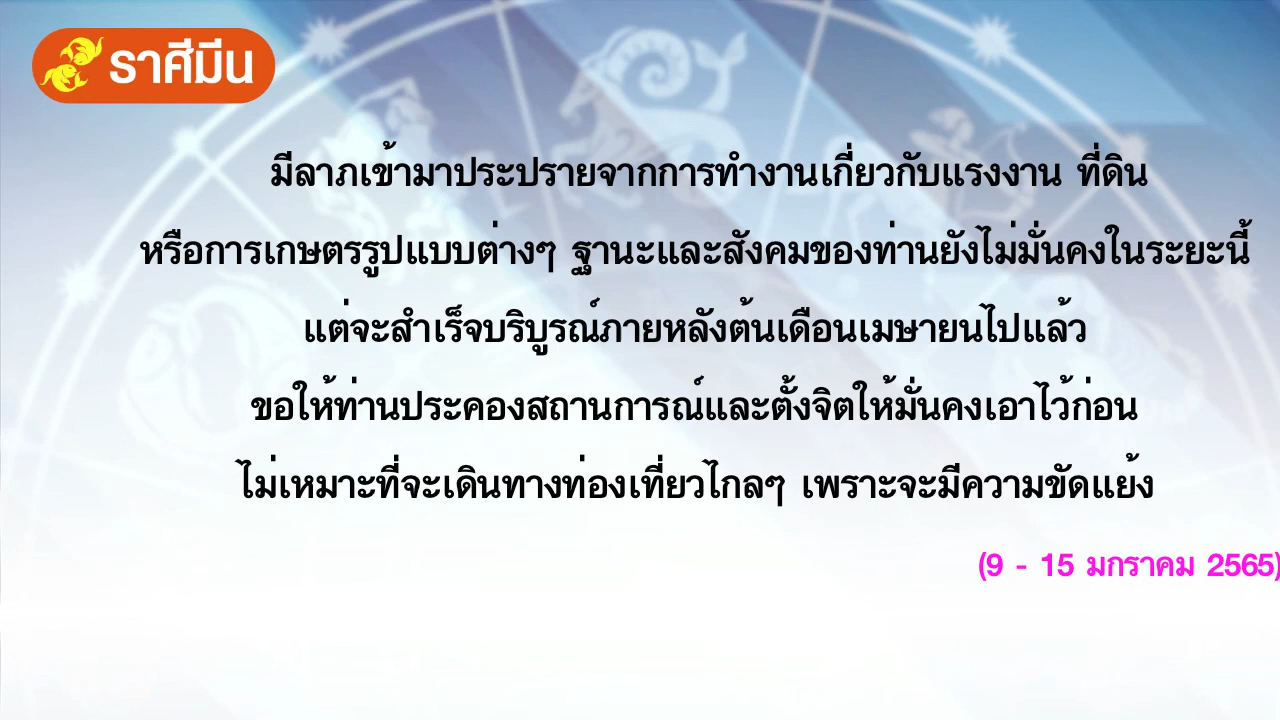 ราศีมีน
มีลาภเข้ามาประปรายจากการทำงานเกี่ยวกับแรงงาน ที่ดิน
หรือการเกษตรรูปแบบต่างๆ ฐานะและสังคมของท่านยังไม่มั่นคงในระยะนี้
แต่จะสำเร็จบริบูรณ์ภายหลังต้นเดือนเมษายนไปแล้ว
ขอให้ท่านประคองสถานการณ์และตั้งจิตให้มั่นคงเอาไว้ก่อน
ไม่เหมาะที่จะเดินทางท่องเที่ยวไกลๆ เพราะจะมีความขัดแย้ง
(9 - 15 มกราคม 2565)